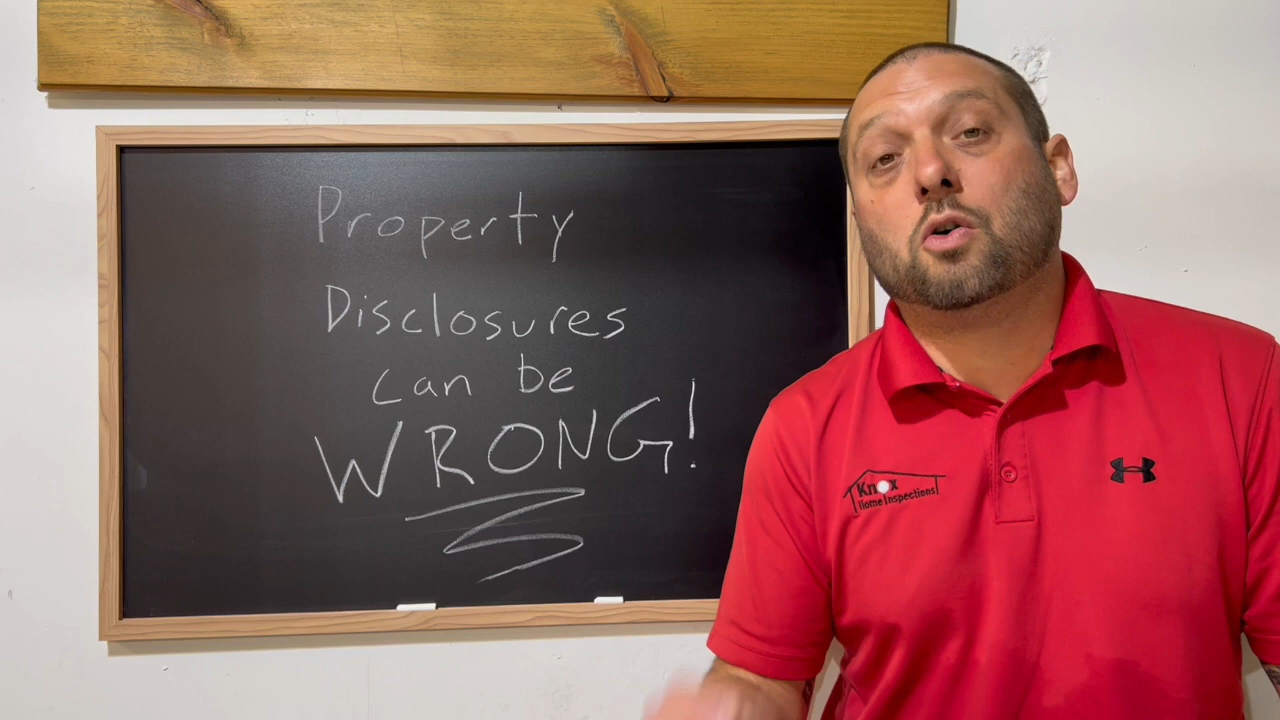 Property
Disclosures
can be
WRONG!
Knox
Home Inspections